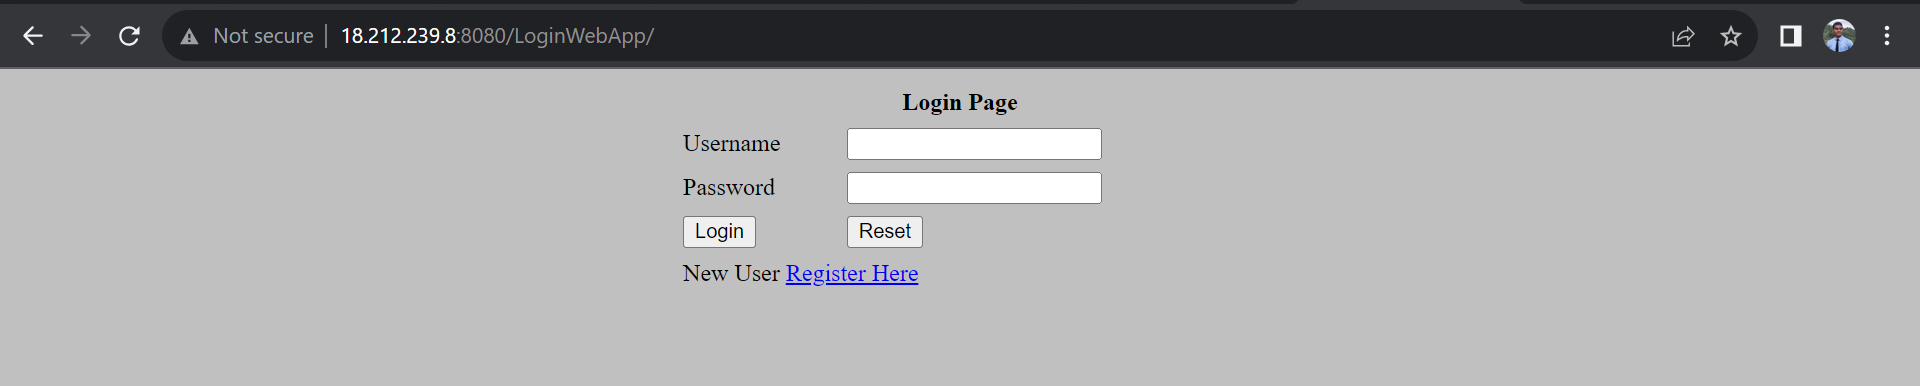 Not secure | 18.212.239.8:8080/LoginWebApp/
Login Page
Username
Password
Login Reset
New User Register Here